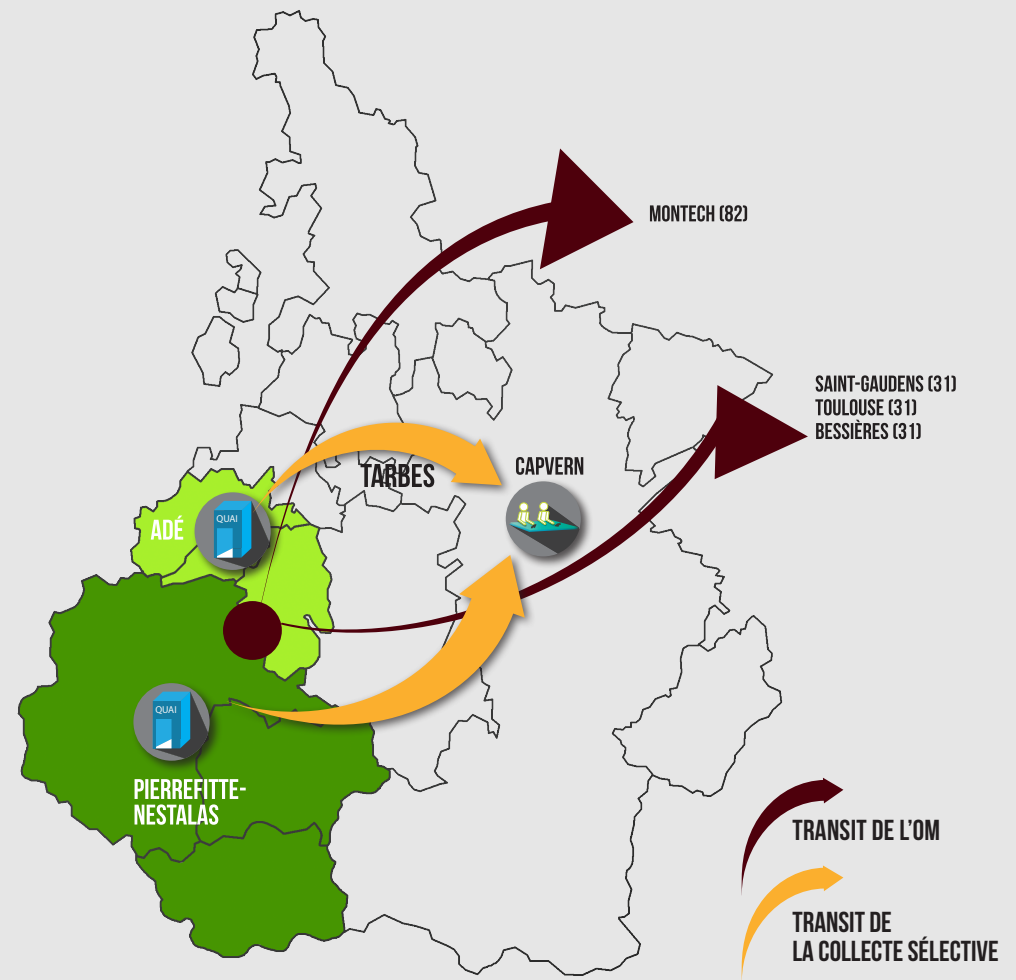 MONTECH (82)
SAINT-GAUDENS (31)
TOULOUSE (31)
BESSIÈRES (31)
TARBES
CAPVERN
QUAI
ADÉ
QUAI
PIERREFITTE-
NESTALAS
TRANSIT DE L'OM
TRANSIT DE
LA COLLECTE SÉLECTIVE